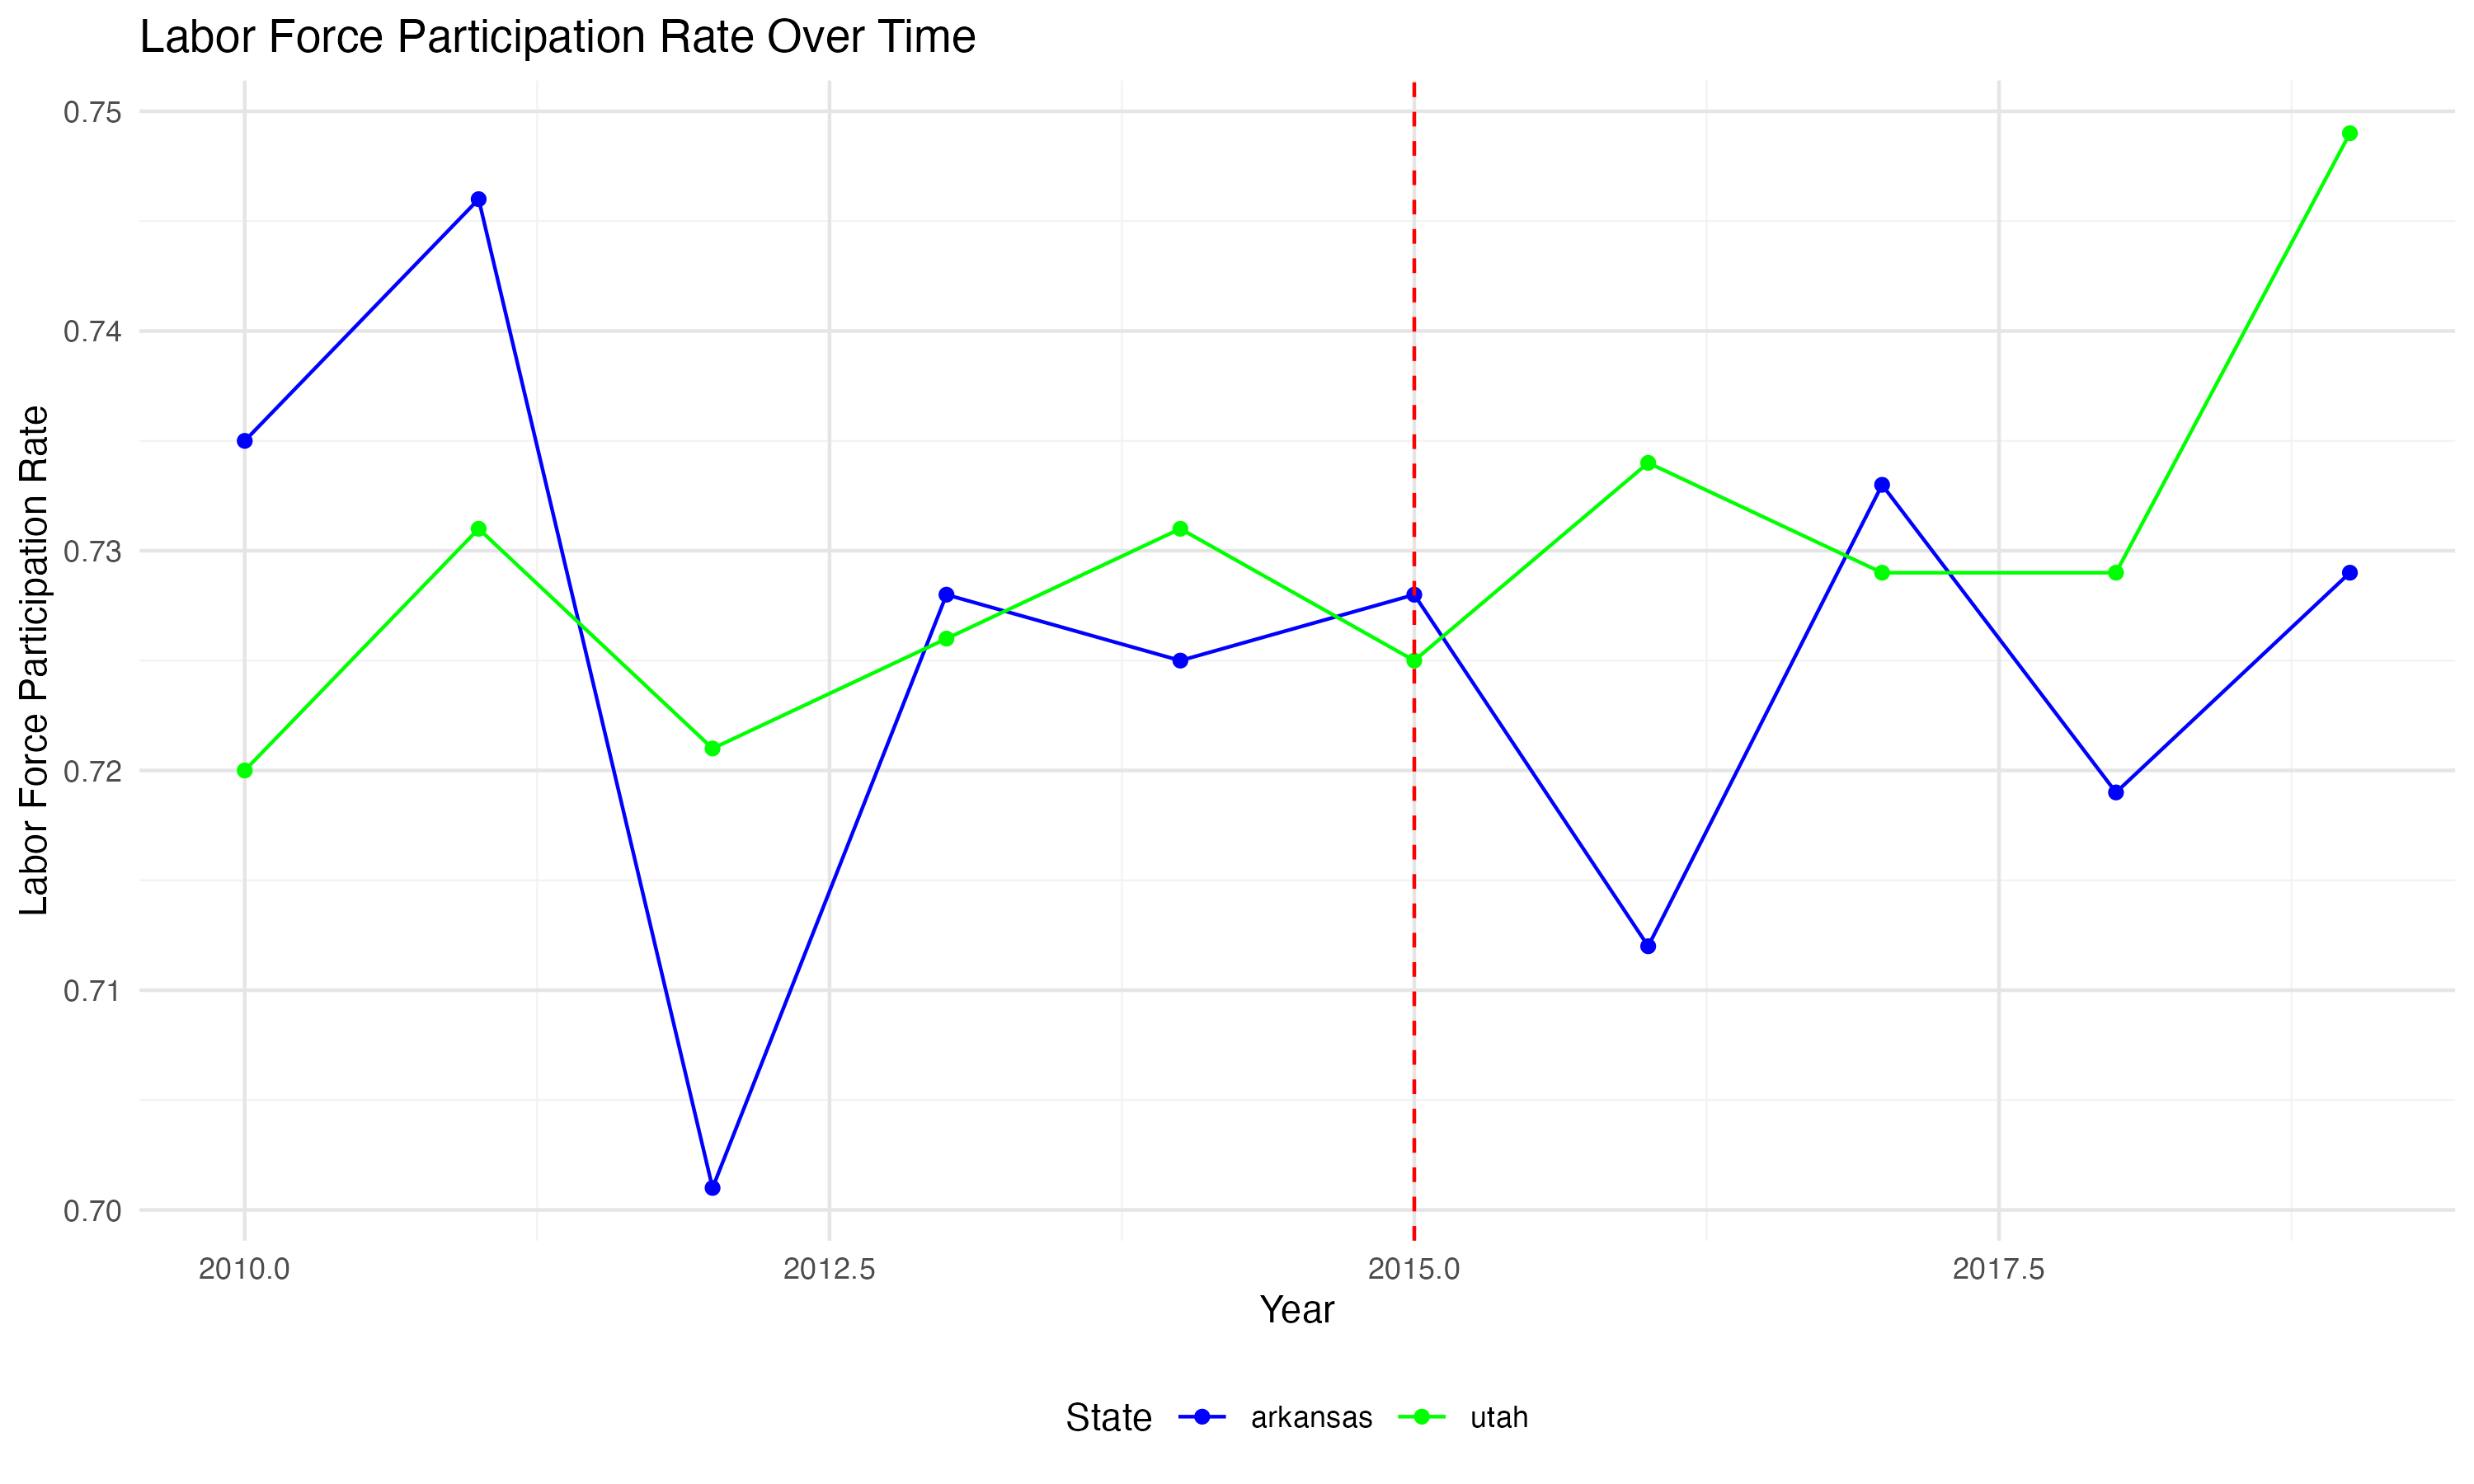 Labor Force Participation Rate Over Time
Labor Force Participation Rate
0.75
0.74
0.73
0.72
0.71
0.70
2010.0 2012.5 2015.0 2017.5
Year
State arkansas utah